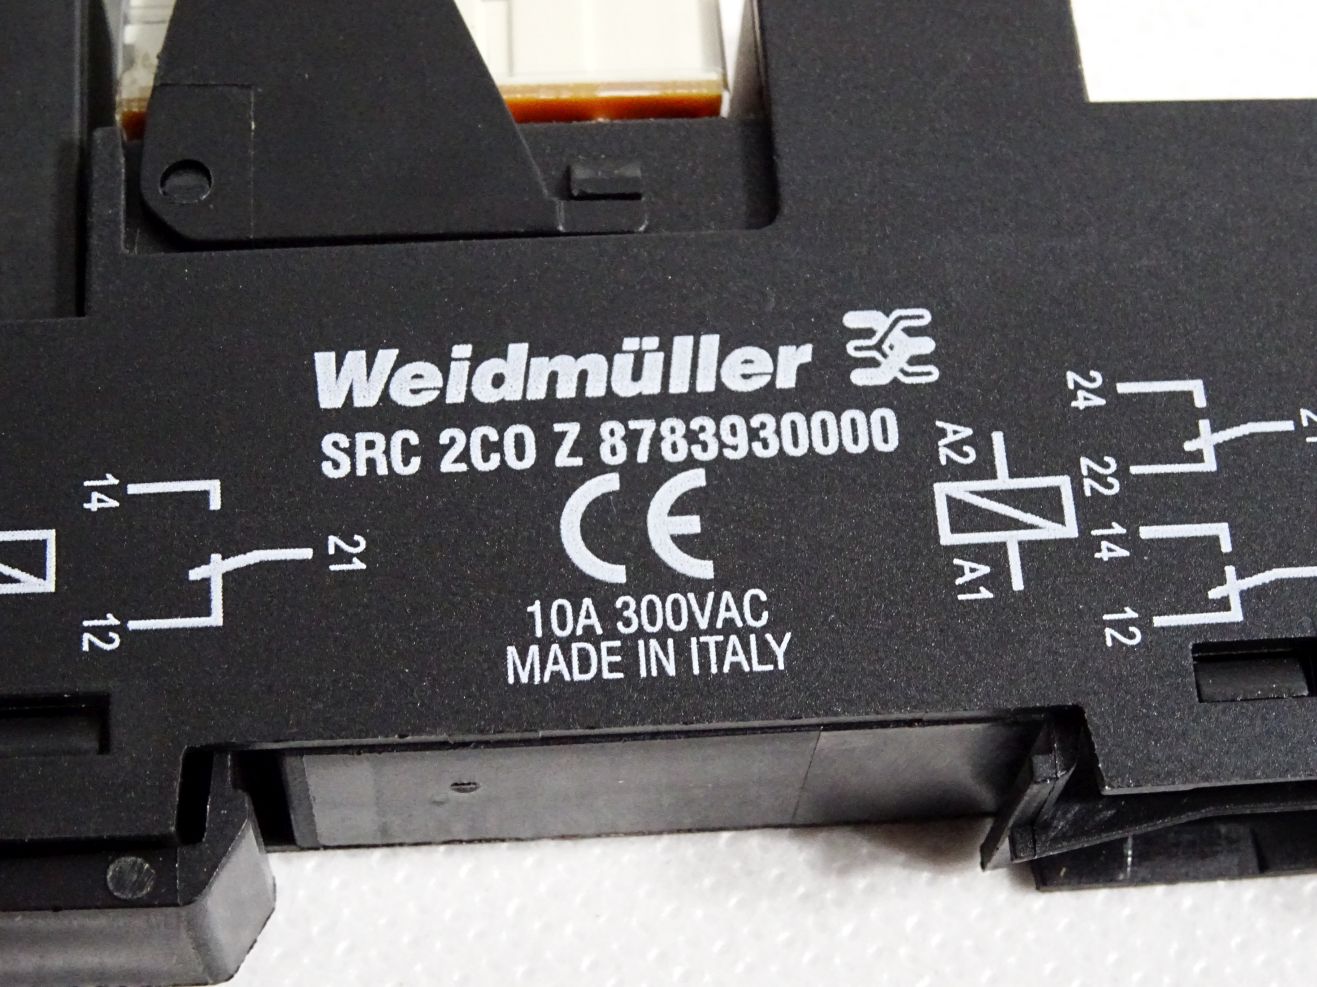 Weidmüller
SRC 2CO Z 8783930000
CE
10A 300VAC
MADE IN ITALY
14
21
12
A2
A1
24
22
14
12